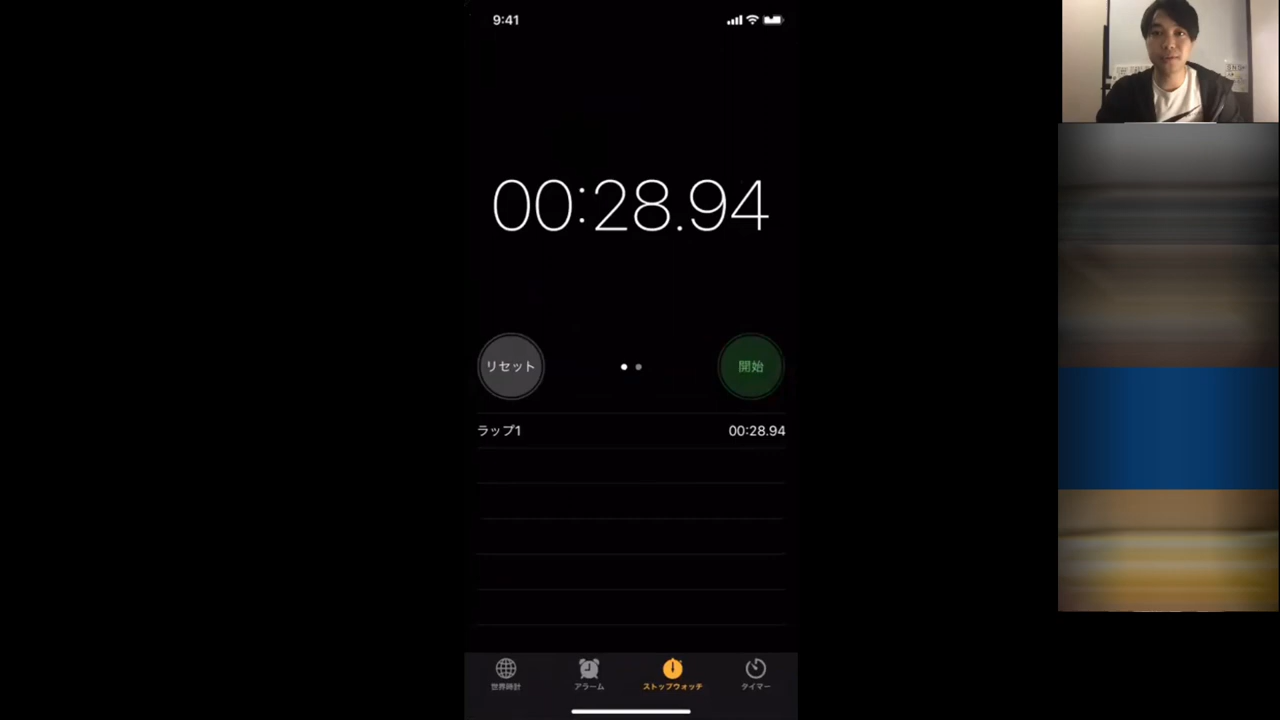 9:41
00:28.94
リセット
開始
ラップ1 00:28.94
世界時計
アラーム
ストップウォッチ
タイマー